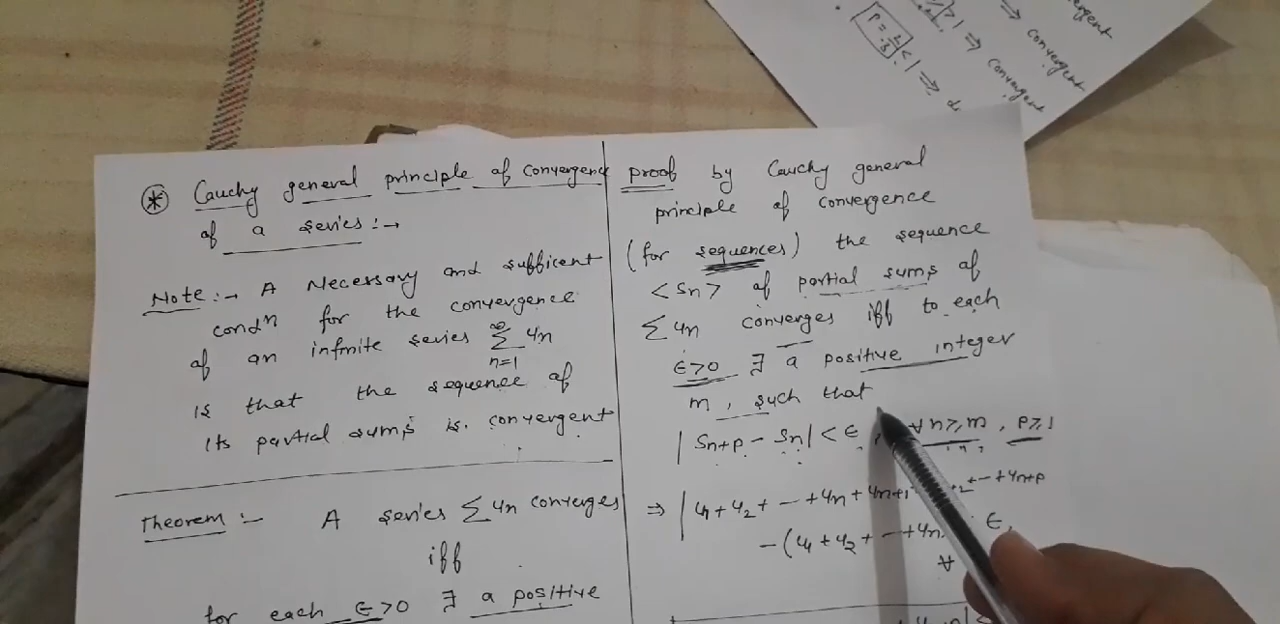 * Cauchy general principle of convergence
of a series :→
Note :→ A Necessary and sufficent
condn for the convergence
of an infinite series ∞∑n=1 un
is that the sequence of
its partial sums is convergent
Theorem :- A series ∑un converges
iff
for each ∈>0 ∃ a positive
proof by Cauchy general
principle of convergence
(for sequences) the sequence
<Sn> of partial sums of
∑un converges iff to each
∈>0 ∃ a positive integer
m, such that
|Sn+p - Sn| < ∈, ∀ n ≥ m, p ≥ 1
⇒ |u1 + u2 + -- + un + un+1 + -- + un+p
- (u1 + u2 + -- + un ∈,
∀
⇒ convergent
>1 ⇒ convergent
<1 ⇒